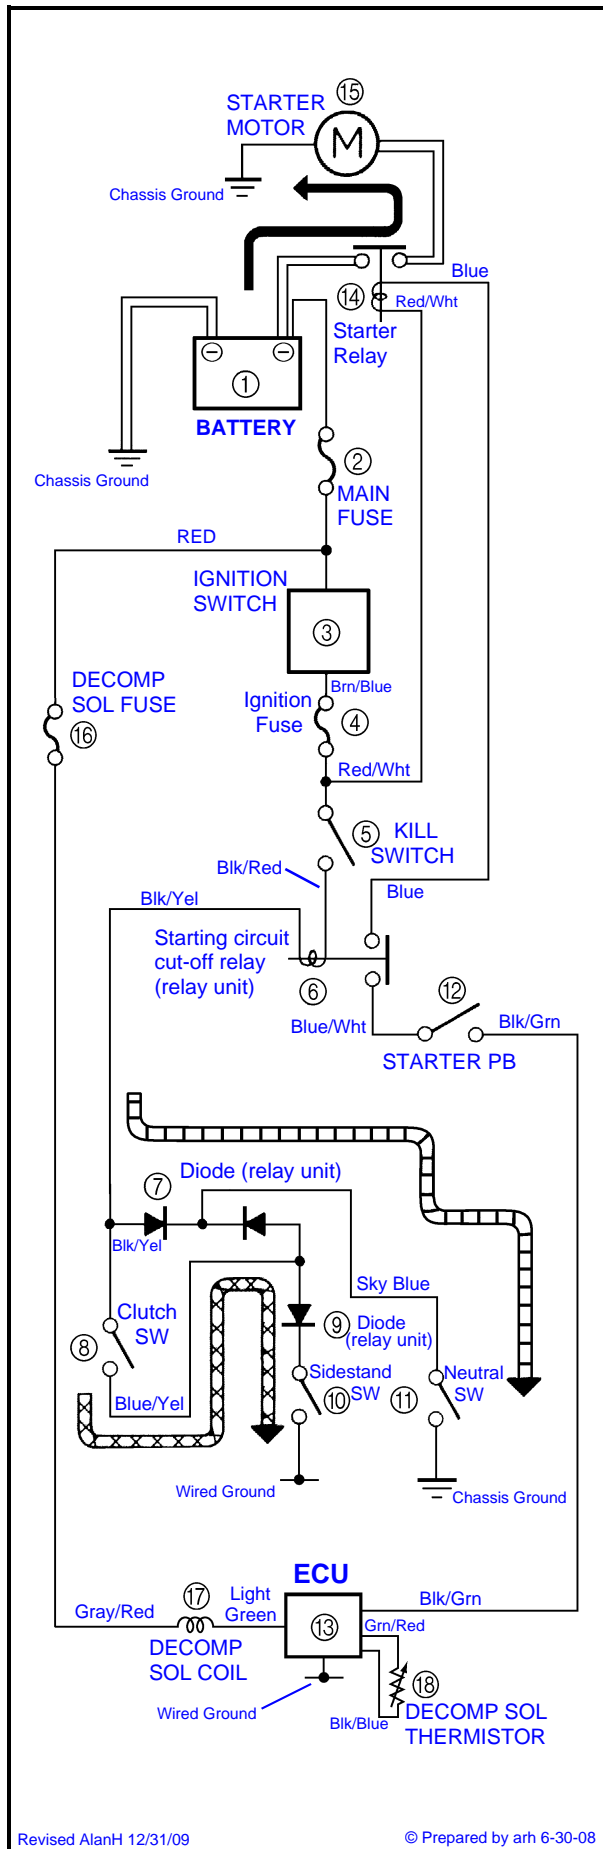 15
STARTER
MOTOR
M
Chassis Ground
Blue
14
Red/Wht
Starter
Relay
1
BATTERY
2
MAIN
FUSE
Chassis Ground
RED
IGNITION
SWITCH
3
Brn/Blue
DECOMP
SOL FUSE
16
Ignition
Fuse
4
Red/Wht
5
KILL
SWITCH
Blk/Red
Blue
Blk/Yel
Starting circuit
cut-off relay
(relay unit)
6
12
Blue/Wht
Blk/Grn
STARTER PB
Diode (relay unit)
7
Blk/Yel
Sky Blue
Clutch
SW
8
9
Diode
(relay unit)
Sidestand
SW
10
Neutral
SW
11
Blue/Yel
Wired Ground
Chassis Ground
ECU
17
Gray/Red
Light
Green
13
Blk/Grn
Grn/Red
DECOMP
SOL COIL
18
Wired Ground
Blk/Blue
DECOMP SOL
THERMISTOR
Revised AlanH 12/31/09
© Prepared by arh 6-30-08